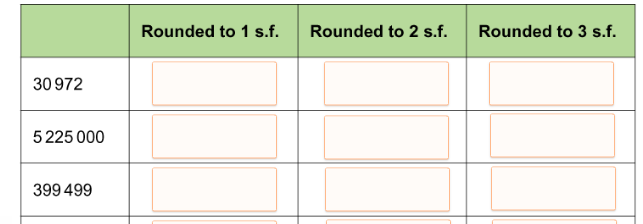 Rounded to 1 s.f. Rounded to 2 s.f. Rounded to 3 s.f.
30 972
5 225 000
399 499